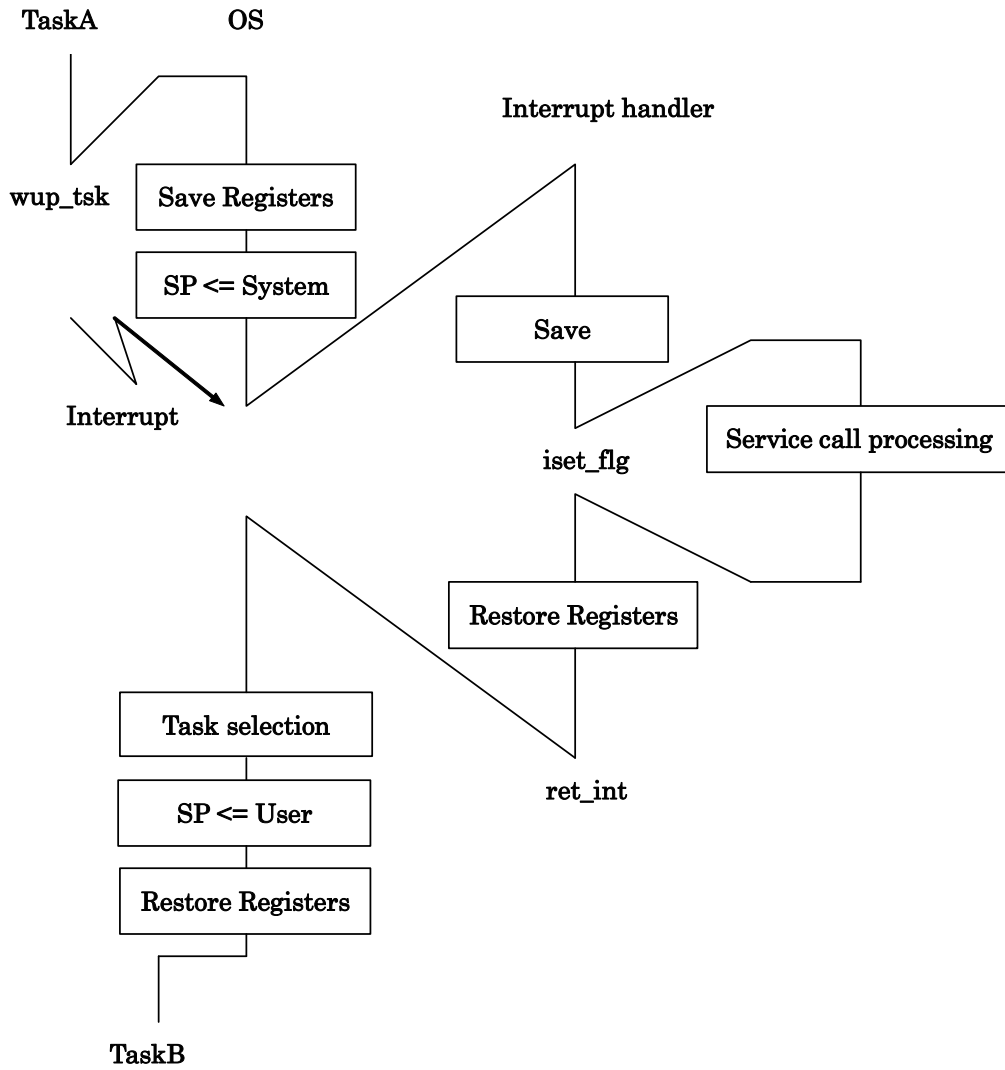 TaskA
OS
Interrupt handler
wup_tsk
Save Registers
SP <= System
Save
Interrupt
Service call processing
iset_flg
Restore Registers
Task selection
ret_int
SP <= User
Restore Registers
TaskB